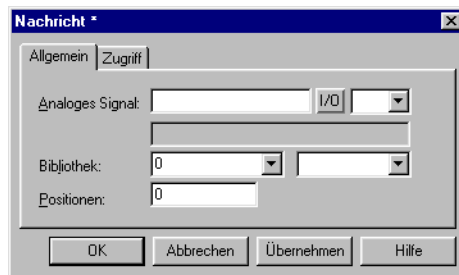 Nachricht *
Allgemein Zugriff
Analoges Signal: I/O
Bibliothek: 0
Positionen: 0
OK Abbrechen Übernehmen Hilfe